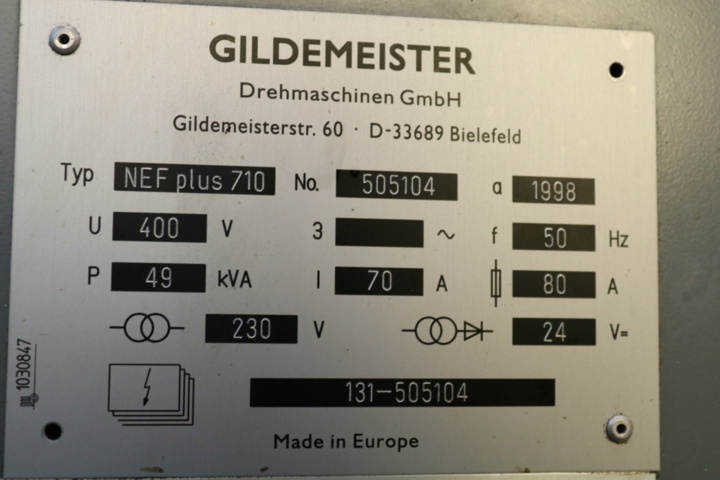 GILDEMEISTER
Drehmaschinen GmbH
Gildemeisterstr. 60 · D-33689 Bielefeld
Typ NEF plus 710 No. 505104 a 1998
U 400 V 3 ~ f 50 Hz
P 49 kVA I 70 A 80 A
230 V 24 V=
131-505104
Made in Europe
1030847